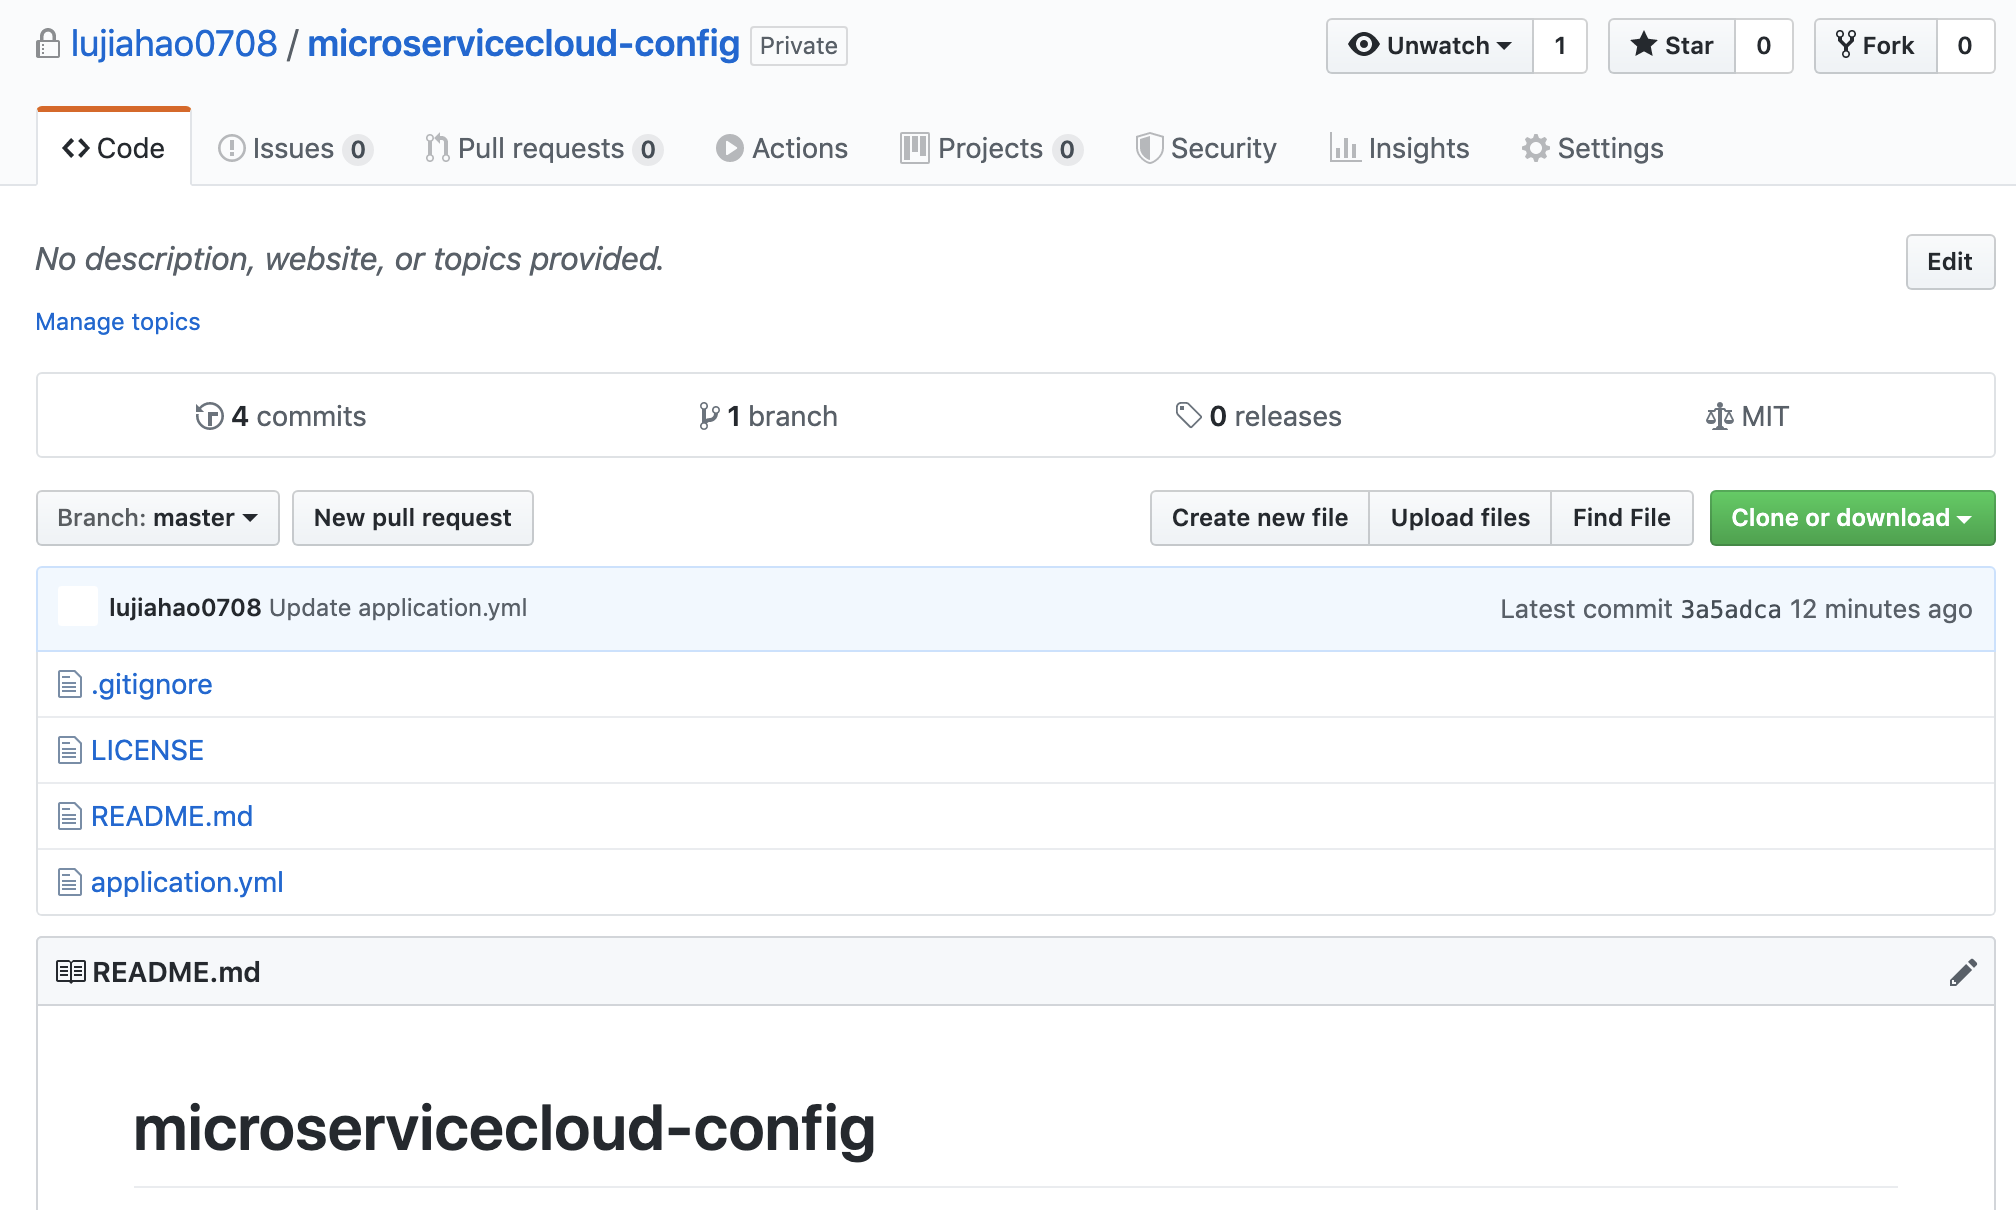 lujiahao0708 / microservicecloud-config Private Unwatch 1 Star 0 Fork 0
Code Issues 0 Pull requests 0 Actions Projects 0 Security Insights Settings
No description, website, or topics provided. Edit
Manage topics
4 commits 1 branch 0 releases MIT
Branch: master New pull request Create new file Upload files Find File Clone or download
lujiahao0708 Update application.yml Latest commit 3a5adca 12 minutes ago
.gitignore
LICENSE
README.md
application.yml
README.md
microservicecloud-config